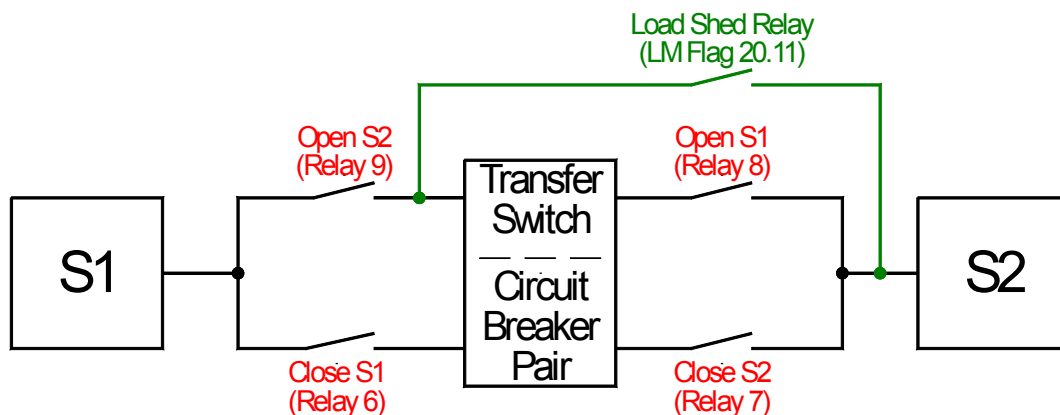 Load Shed Relay
(LM Flag 20.11)
Open S2
(Relay 9)
Open S1
(Relay 8)
S1
Transfer
Switch
Circuit
Breaker
Pair
S2
Close S1
(Relay 6)
Close S2
(Relay 7)